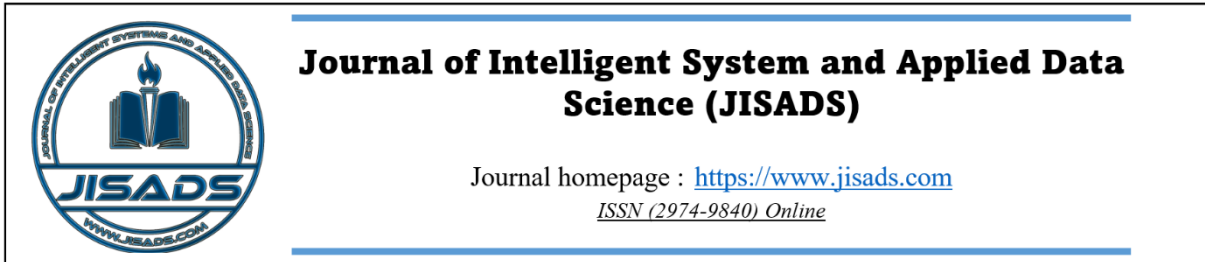 JOURNAL OF INTELLIGENT SYSTEMS AND APPLIED DATA SCIENCE
JISADS
WWW.JISADS.COM
Journal of Intelligent System and Applied Data
Science (JISADS)
Journal homepage : https://www.jisads.com
ISSN (2974-9840) Online